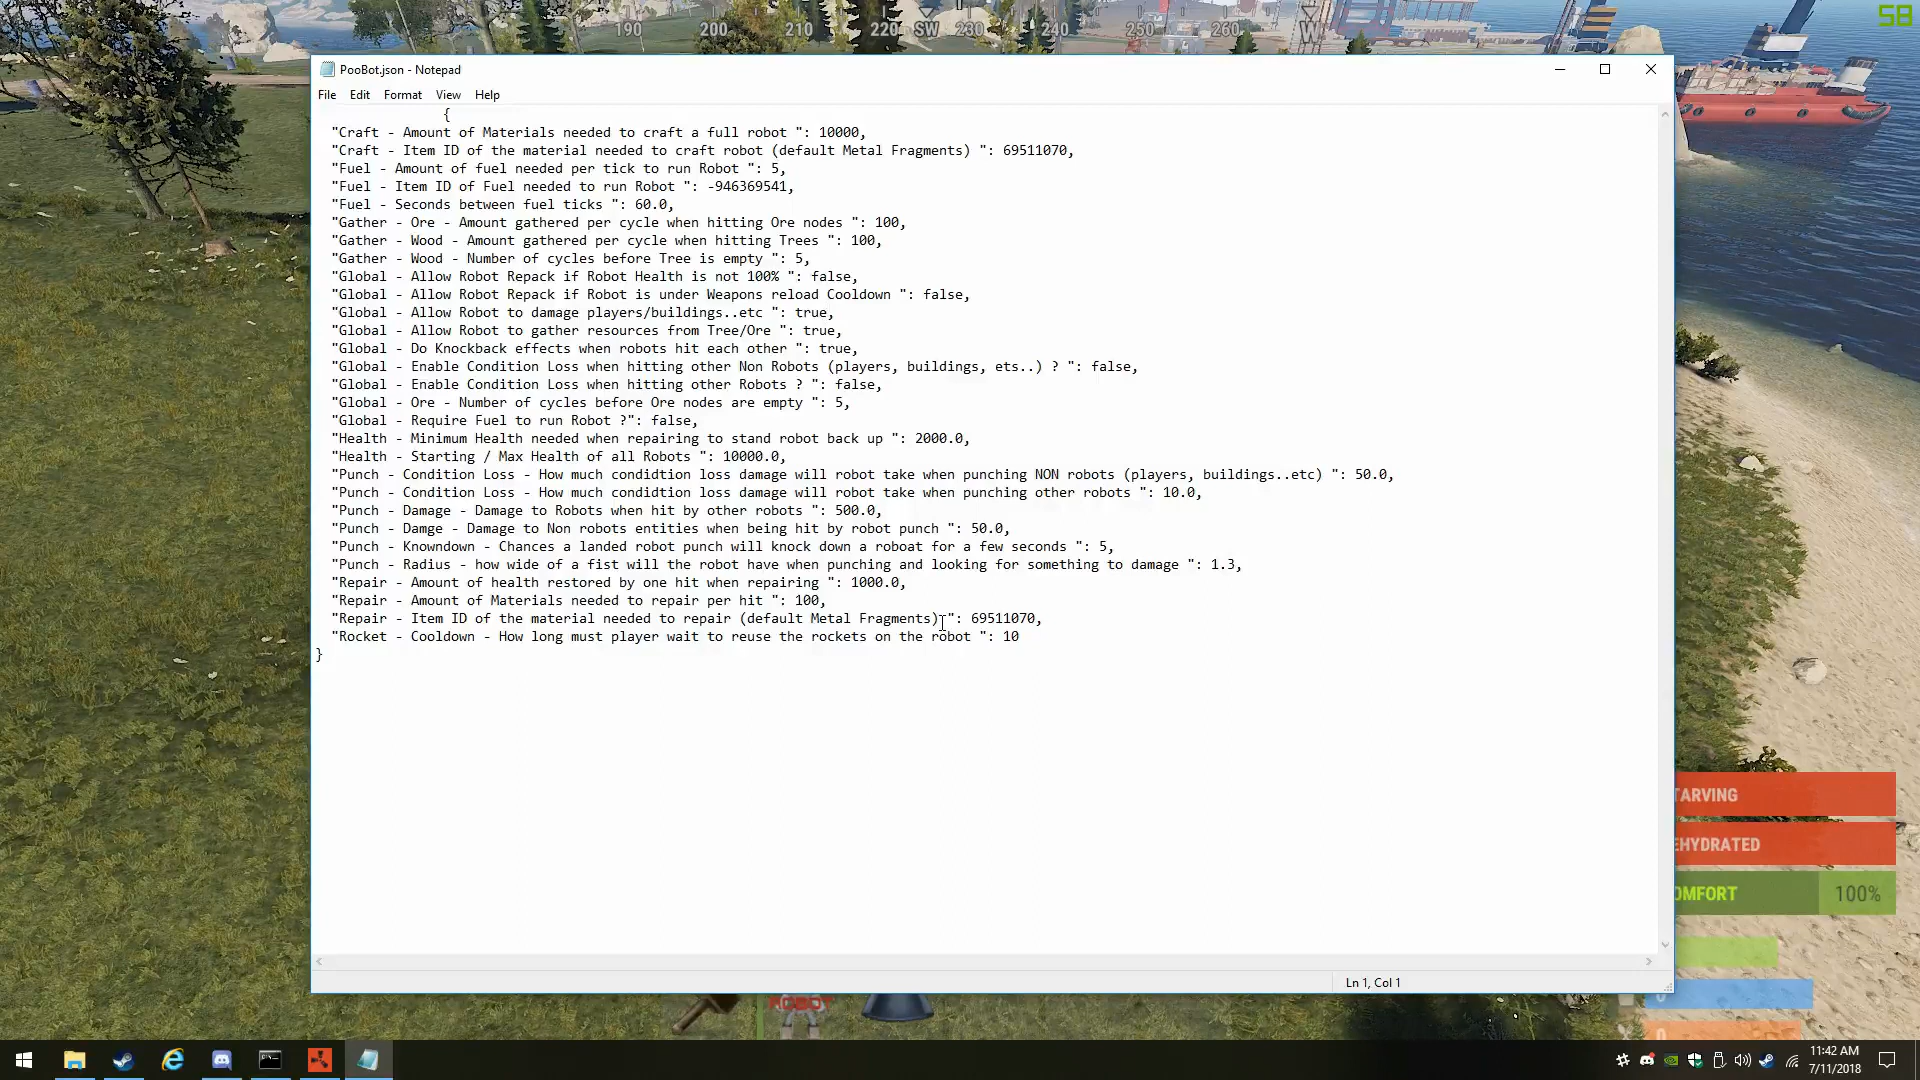 190 200 210 220 SW 230 240 250 260 W
58
PooBot.json - Notepad
File Edit Format View Help
{
"Craft - Amount of Materials needed to craft a full robot ": 10000,
"Craft - Item ID of the material needed to craft robot (default Metal Fragments) ": 69511070,
"Fuel - Amount of fuel needed per tick to run Robot ": 5,
"Fuel - Item ID of Fuel needed to run Robot ": -946369541,
"Fuel - Seconds between fuel ticks ": 60.0,
"Gather - Ore - Amount gathered per cycle when hitting Ore nodes ": 100,
"Gather - Wood - Amount gathered per cycle when hitting Trees ": 100,
"Gather - Wood - Number of cycles before Tree is empty ": 5,
"Global - Allow Robot Repack if Robot Health is not 100% ": false,
"Global - Allow Robot Repack if Robot is under Weapons reload Cooldown ": false,
"Global - Allow Robot to damage players/buildings..etc ": true,
"Global - Allow Robot to gather resources from Tree/Ore ": true,
"Global - Do Knockback effects when robots hit each other ": true,
"Global - Enable Condition Loss when hitting other Non Robots (players, buildings, ets..) ? ": false,
"Global - Enable Condition Loss when hitting other Robots ? ": false,
"Global - Ore - Number of cycles before Ore nodes are empty ": 5,
"Global - Require Fuel to run Robot ?": false,
"Health - Minimum Health needed when repairing to stand robot back up ": 2000.0,
"Health - Starting / Max Health of all Robots ": 10000.0,
"Punch - Condition Loss - How much condidtion loss damage will robot take when punching NON robots (players, buildings..etc) ": 50.0,
"Punch - Condition Loss - How much condidtion loss damage will robot take when punching other robots ": 10.0,
"Punch - Damage - Damage to Robots when hit by other robots ": 500.0,
"Punch - Damge - Damage to Non robots entities when being hit by robot punch ": 50.0,
"Punch - Knowndown - Chances a landed robot punch will knock down a roboat for a few seconds ": 5,
"Punch - Radius - how wide of a fist will the robot have when punching and looking for something to damage ": 1.3,
"Repair - Amount of health restored by one hit when repairing ": 1000.0,
"Repair - Amount of Materials needed to repair per hit ": 100,
"Repair - Item ID of the material needed to repair (default Metal Fragments) ": 69511070,
"Rocket - Cooldown - How long must player wait to reuse the rockets on the robot ": 10
}
TARVING
EHYDRATED
OMFORT 100%
Ln 1, Col 1
ROBOT
0
0
11:42 AM
7/11/2018